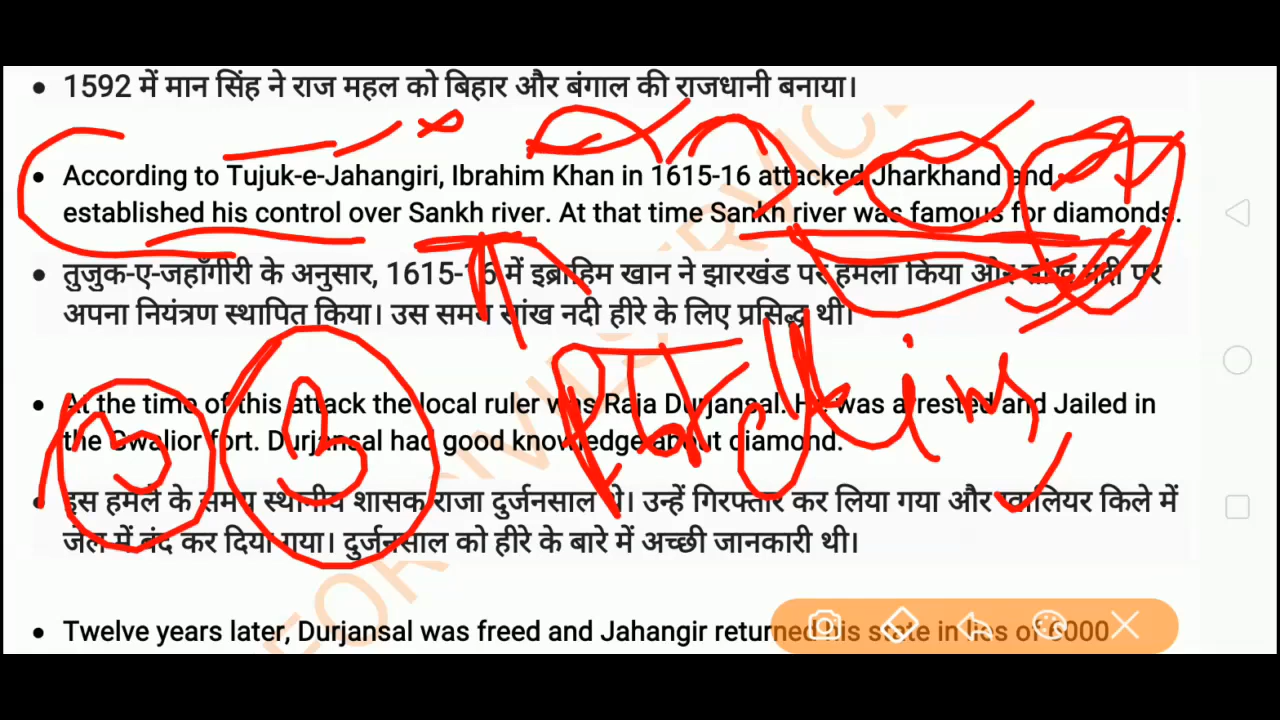 • 1592 में मान सिंह ने राज महल को बिहार और बंगाल की राजधानी बनाया।
• According to Tujuk-e-Jahangiri, Ibrahim Khan in 1615-16 attacked Jharkhand and
established his control over Sankh river. At that time Sankh river was famous for diamonds.
• तुजुक-ए-जहाँगीरी के अनुसार, 1615-16 में इब्राहिम खान ने झारखंड पर हमला किया और सांख नदी पर
अपना नियंत्रण स्थापित किया। उस समय सांख नदी हीरे के लिए प्रसिद्ध थी।
• At the time of this attack the local ruler was Raja Durjansal. He was arrested and Jailed in
the Gwalior fort. Durjansal had good knowledge about diamond.
• इस हमले के समय स्थानीय शासक राजा दुर्जनसाल थे। उन्हें गिरफ्तार कर लिया गया और ग्वालियर किले में
जेल में बंद कर दिया गया। दुर्जनसाल को हीरे के बारे में अच्छी जानकारी थी।
• Twelve years later, Durjansal was freed and Jahangir returned his state in lies of 6000